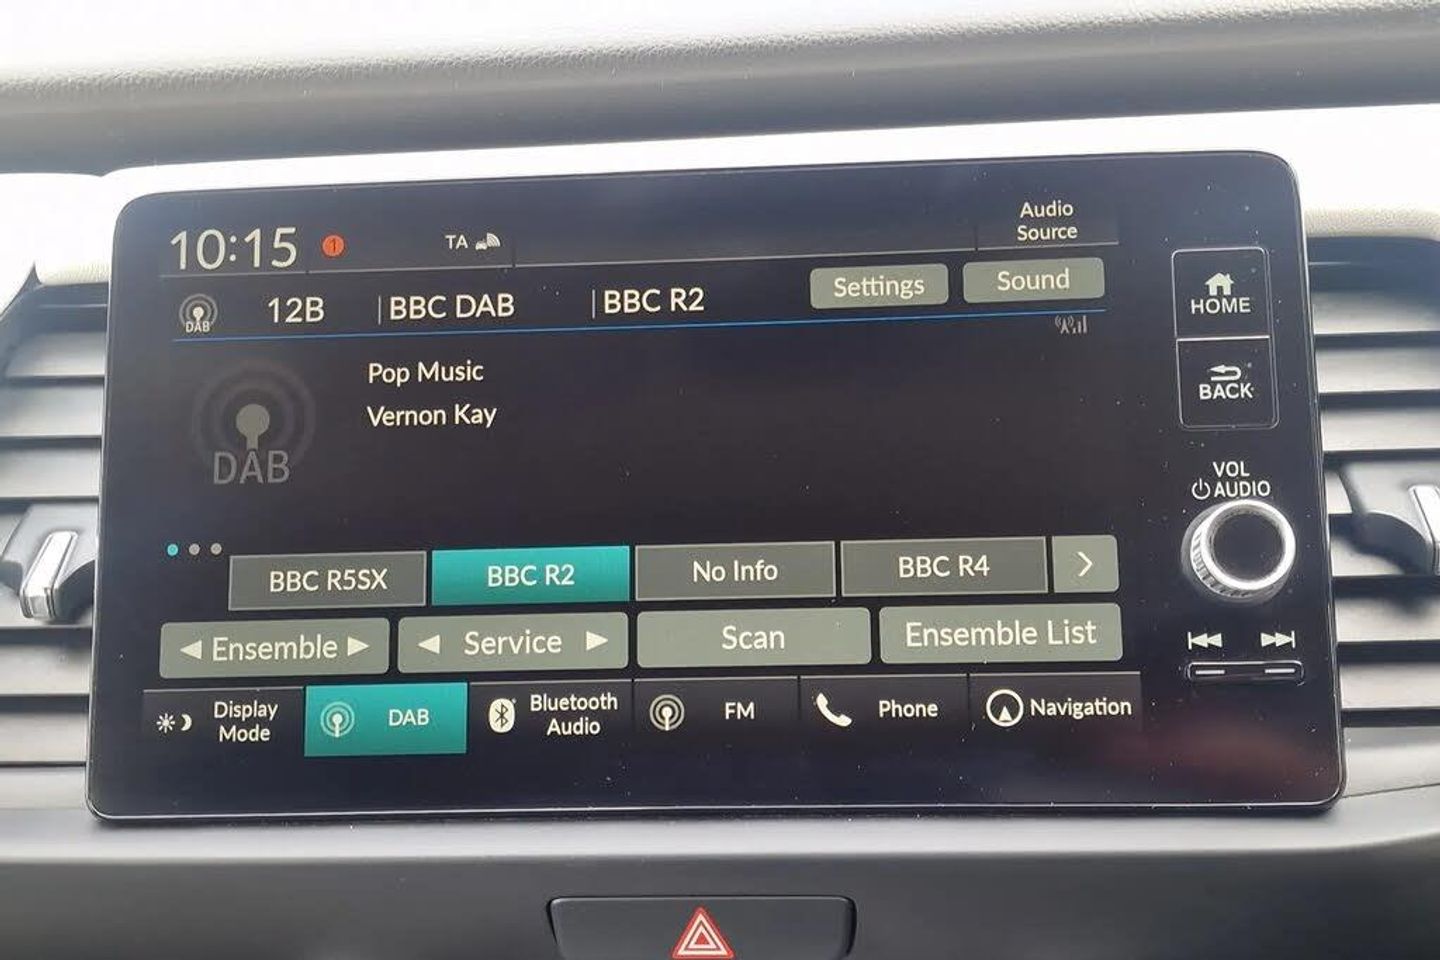 10:15
1
TA
Audio
Source
DAB
12B
BBC DAB
BBC R2
Settings
Sound
HOME
BACK
Pop Music
Vernon Kay
DAB
VOL
AUDIO
BBC R5SX
BBC R2
No Info
BBC R4
Ensemble
Service
Scan
Ensemble List
Display
Mode
DAB
Bluetooth
Audio
FM
Phone
Navigation